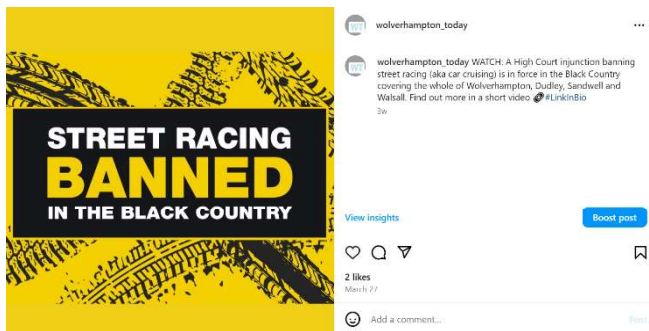 STREET RACING
BANNED
IN THE BLACK COUNTRY
WT wolverhampton_today
WT wolverhampton_today WATCH: A High Court injunction banning
street racing (aka car cruising) is in force in the Black Country
covering the whole of Wolverhampton, Dudley, Sandwell and
Walsall. Find out more in a short video 🔗#LinkInBio
3w
View insights
Boost post
2 likes
March 27
Add a comment...
Post